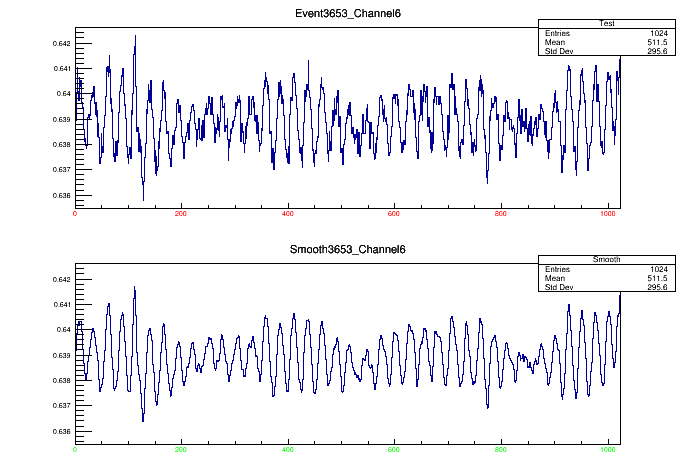 Event3653_Channel6
Test
Entries 1024
Mean 511.5
Std Dev 295.6
0.642
0.641
0.64
0.639
0.638
0.637
0.636
0 200 400 600 800 1000
Smooth3653_Channel6
Smooth
Entries 1024
Mean 511.5
Std Dev 295.6
0.642
0.641
0.64
0.639
0.638
0.637
0.636
0 200 400 600 800 1000